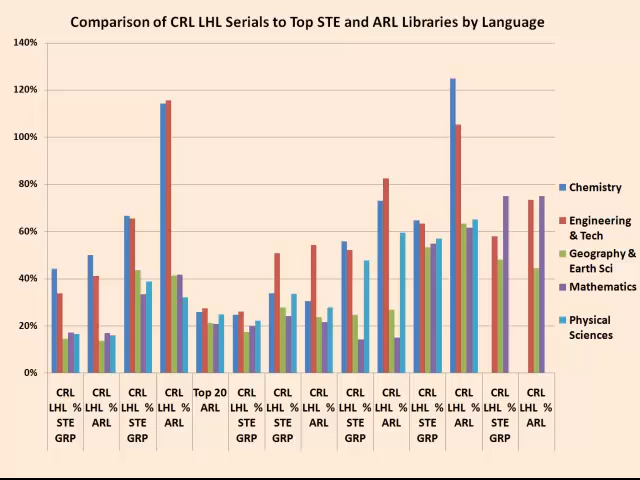 Comparison of CRL LHL Serials to Top STE and ARL Libraries by Language
140%
120%
100%
80%
60%
40%
20%
0%
Chemistry
Engineering
& Tech
Geography &
Earth Sci
Mathematics
Physical
Sciences
CRL LHL % STE GRP
CRL LHL % ARL
CRL LHL % STE GRP
CRL LHL % ARL
Top 20 ARL
CRL LHL % STE GRP
CRL LHL % STE GRP
CRL LHL % ARL
CRL LHL % STE GRP
CRL LHL % ARL
CRL LHL % STE GRP
CRL LHL % ARL
CRL LHL % STE GRP
CRL LHL % ARL